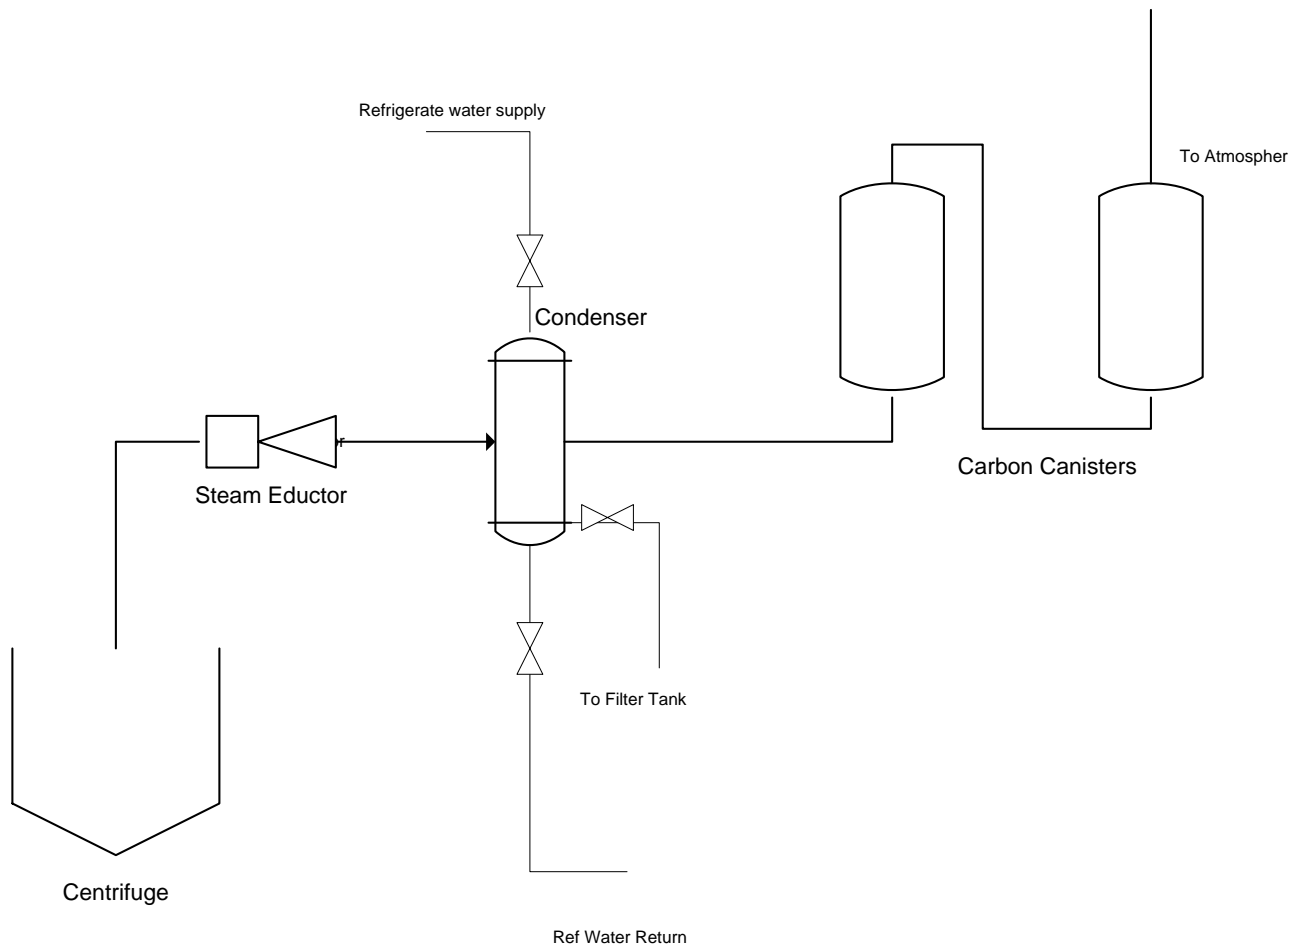 Refrigerate water supply
To Atmospher
Condenser
r
Steam Eductor
Carbon Canisters
To Filter Tank
Centrifuge
Ref Water Return